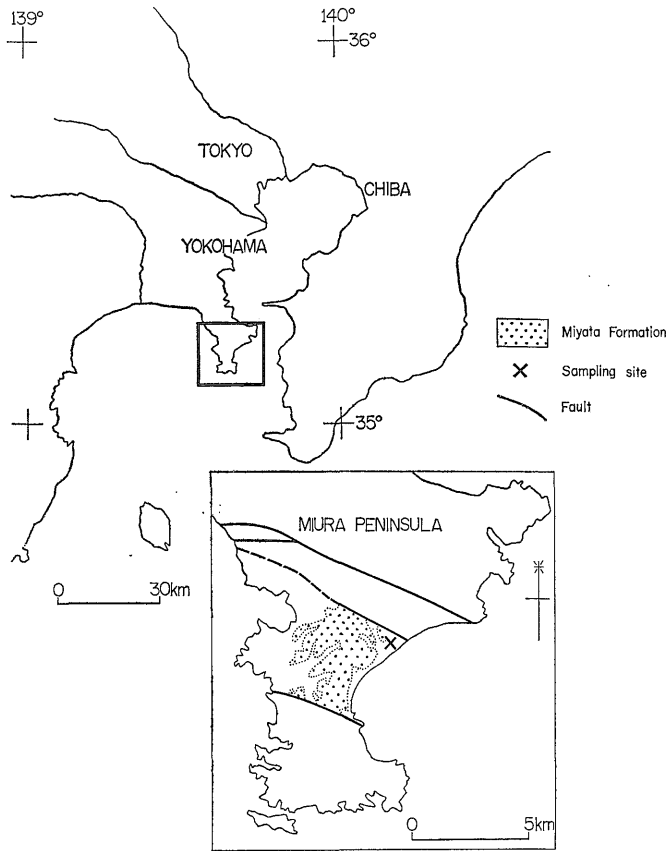 139°
140°
36°
TOKYO
CHIBA
YOKOHAMA
Miyata Formation
Sampling site
Fault
35°
MIURA PENINSULA
0 30km
0 5km